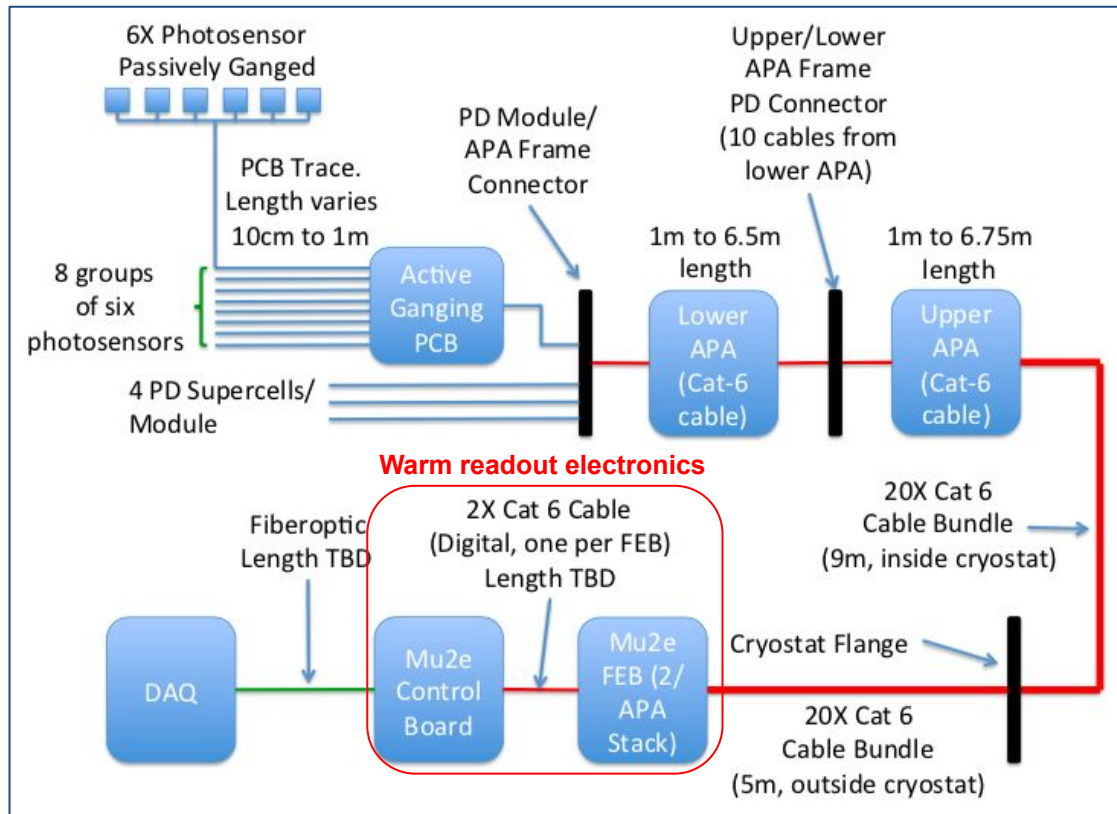 6X Photosensor
Passively Ganged
PCB Trace.
Length varies
10cm to 1m
8 groups
of six
photosensors
Active
Ganging
PCB
4 PD Supercells/
Module
PD Module/
APA Frame
Connector
1m to 6.5m
length
Lower
APA
(Cat-6
cable)
Upper/Lower
APA Frame
PD Connector
(10 cables from
lower APA)
1m to 6.75m
length
Upper
APA
(Cat-6
cable)
20X Cat 6
Cable Bundle
(9m, inside cryostat)
Cryostat Flange
20X Cat 6
Cable Bundle
(5m, outside cryostat)
Warm readout electronics
2X Cat 6 Cable
(Digital, one per FEB)
Length TBD
Mu2e
FEB (2/
APA
Stack)
Mu2e
Control
Board
Fiberoptic
Length TBD
DAQ